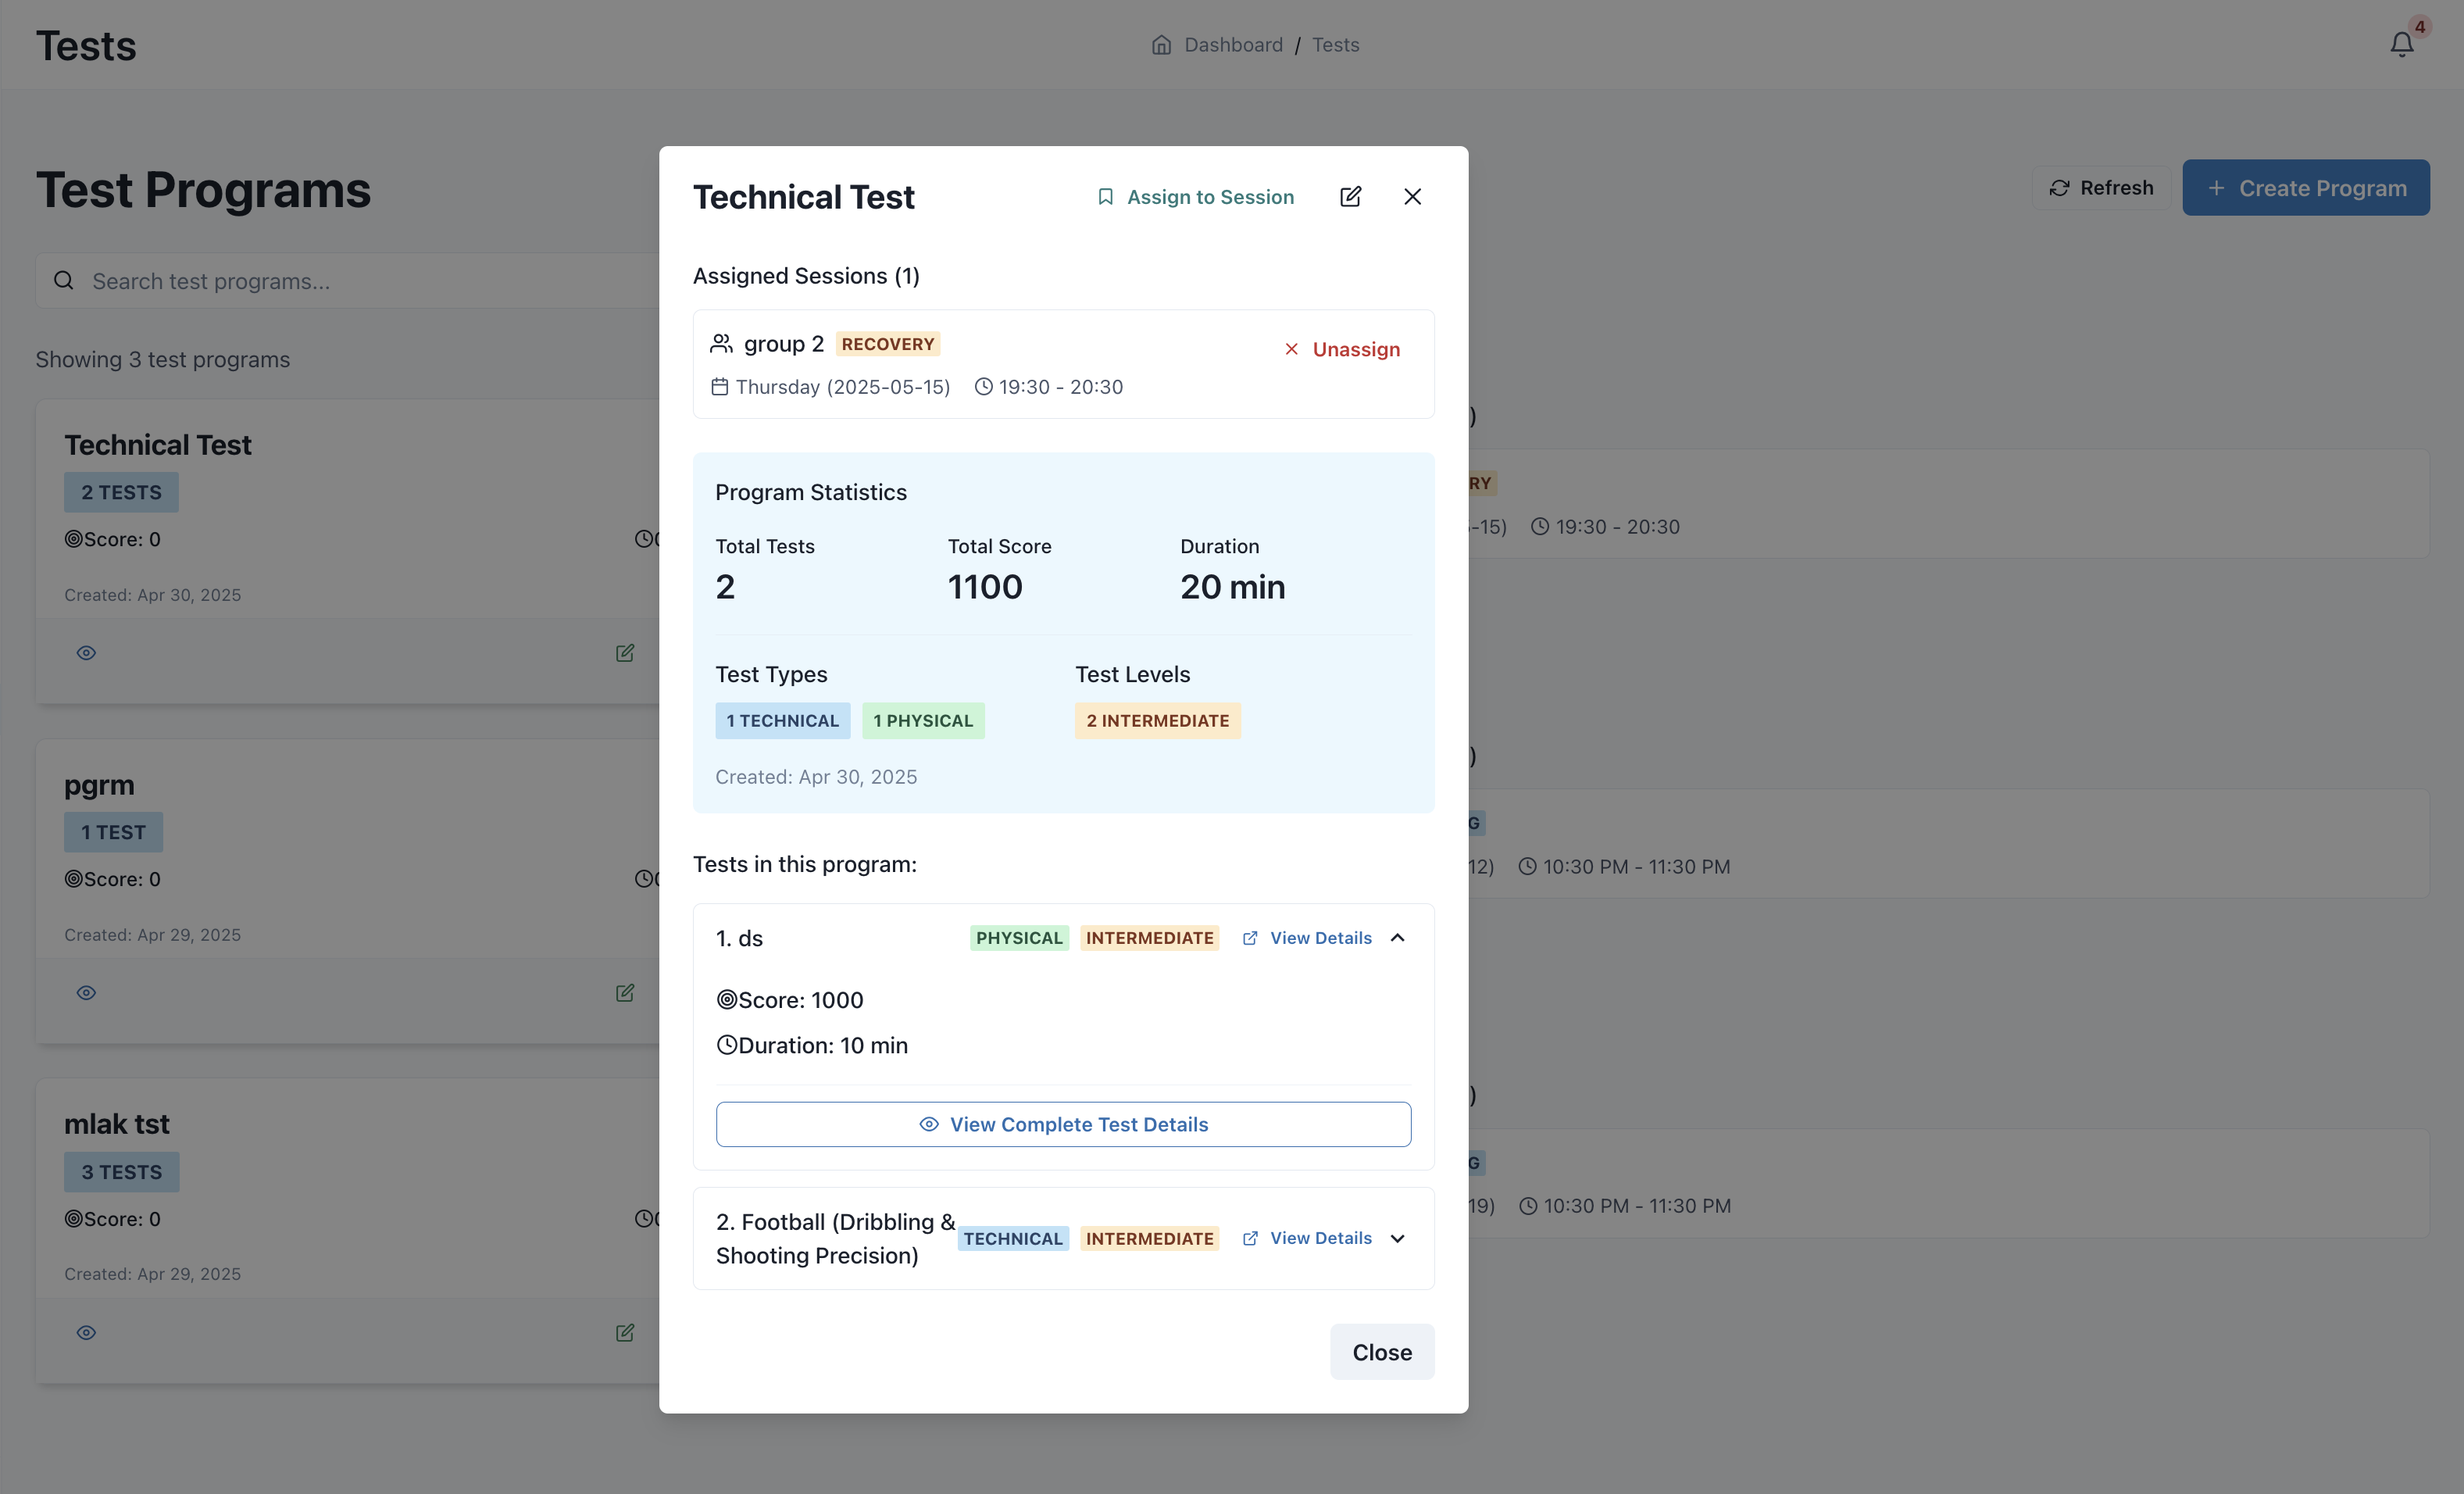 Tests
Dashboard / Tests
4
Test Programs
Refresh
+ Create Program
Search test programs...
Showing 3 test programs
Technical Test
2 TESTS
Score: 0
Created: Apr 30, 2025
pgrm
1 TEST
Score: 0
Created: Apr 29, 2025
mlak tst
3 TESTS
Score: 0
Created: Apr 29, 2025
Technical Test
Assign to Session
Assigned Sessions (1)
group 2 RECOVERY
Unassign
Thursday (2025-05-15) 19:30 - 20:30
Program Statistics
Total Tests Total Score Duration
2 1100 20 min
Test Types Test Levels
1 TECHNICAL 1 PHYSICAL 2 INTERMEDIATE
Created: Apr 30, 2025
Tests in this program:
1. ds PHYSICAL INTERMEDIATE View Details
Score: 1000
Duration: 10 min
View Complete Test Details
2. Football (Dribbling &
Shooting Precision)
TECHNICAL INTERMEDIATE View Details
Close
)
RY
-15) 19:30 - 20:30
)
G
12) 10:30 PM - 11:30 PM
)
G
19) 10:30 PM - 11:30 PM